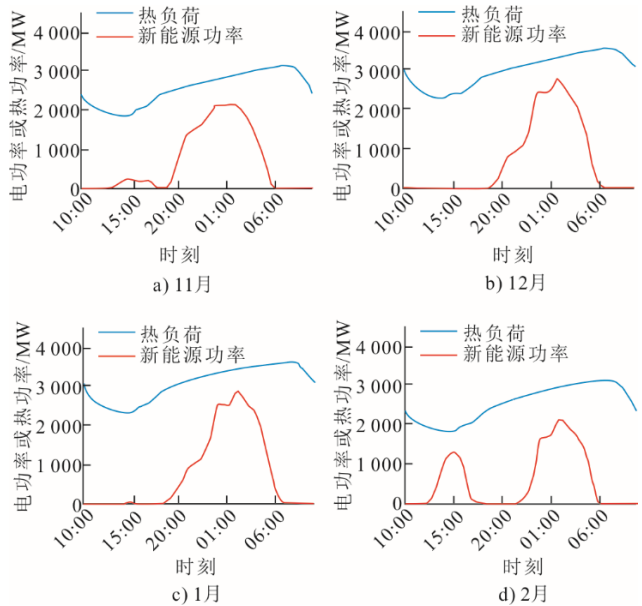 电功率或热功率/MW
4 000
3 000
2 000
1 000
0
热负荷
新能源功率
10:00
15:00
20:00
01:00
06:00
时刻
a) 11月
电功率或热功率/MW
4 000
3 000
2 000
1 000
0
热负荷
新能源功率
10:00
15:00
20:00
01:00
06:00
时刻
b) 12月
电功率或热功率/MW
4 000
3 000
2 000
1 000
0
热负荷
新能源功率
10:00
15:00
20:00
01:00
06:00
时刻
c) 1月
电功率或热功率/MW
4 000
3 000
2 000
1 000
0
热负荷
新能源功率
10:00
15:00
20:00
01:00
06:00
时刻
d) 2月